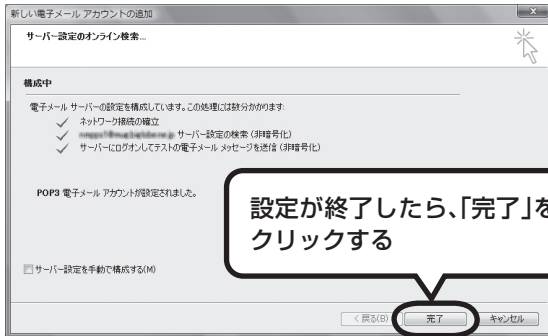 新しい電子メール アカウントの追加
サーバー設定のオンライン検索...
構成中
電子メール サーバーの設定を構成しています。この処理には数分かかります:
ネットワーク接続の確立
サーバー設定の検索 (非暗号化)
サーバーにログオンしてテストの電子メール メッセージを送信 (非暗号化)
POP3 電子メール アカウントが設定されました。
設定が終了したら、「完了」を
クリックする
サーバー設定を手動で構成する(M)
< 戻る(B)
完了
キャンセル